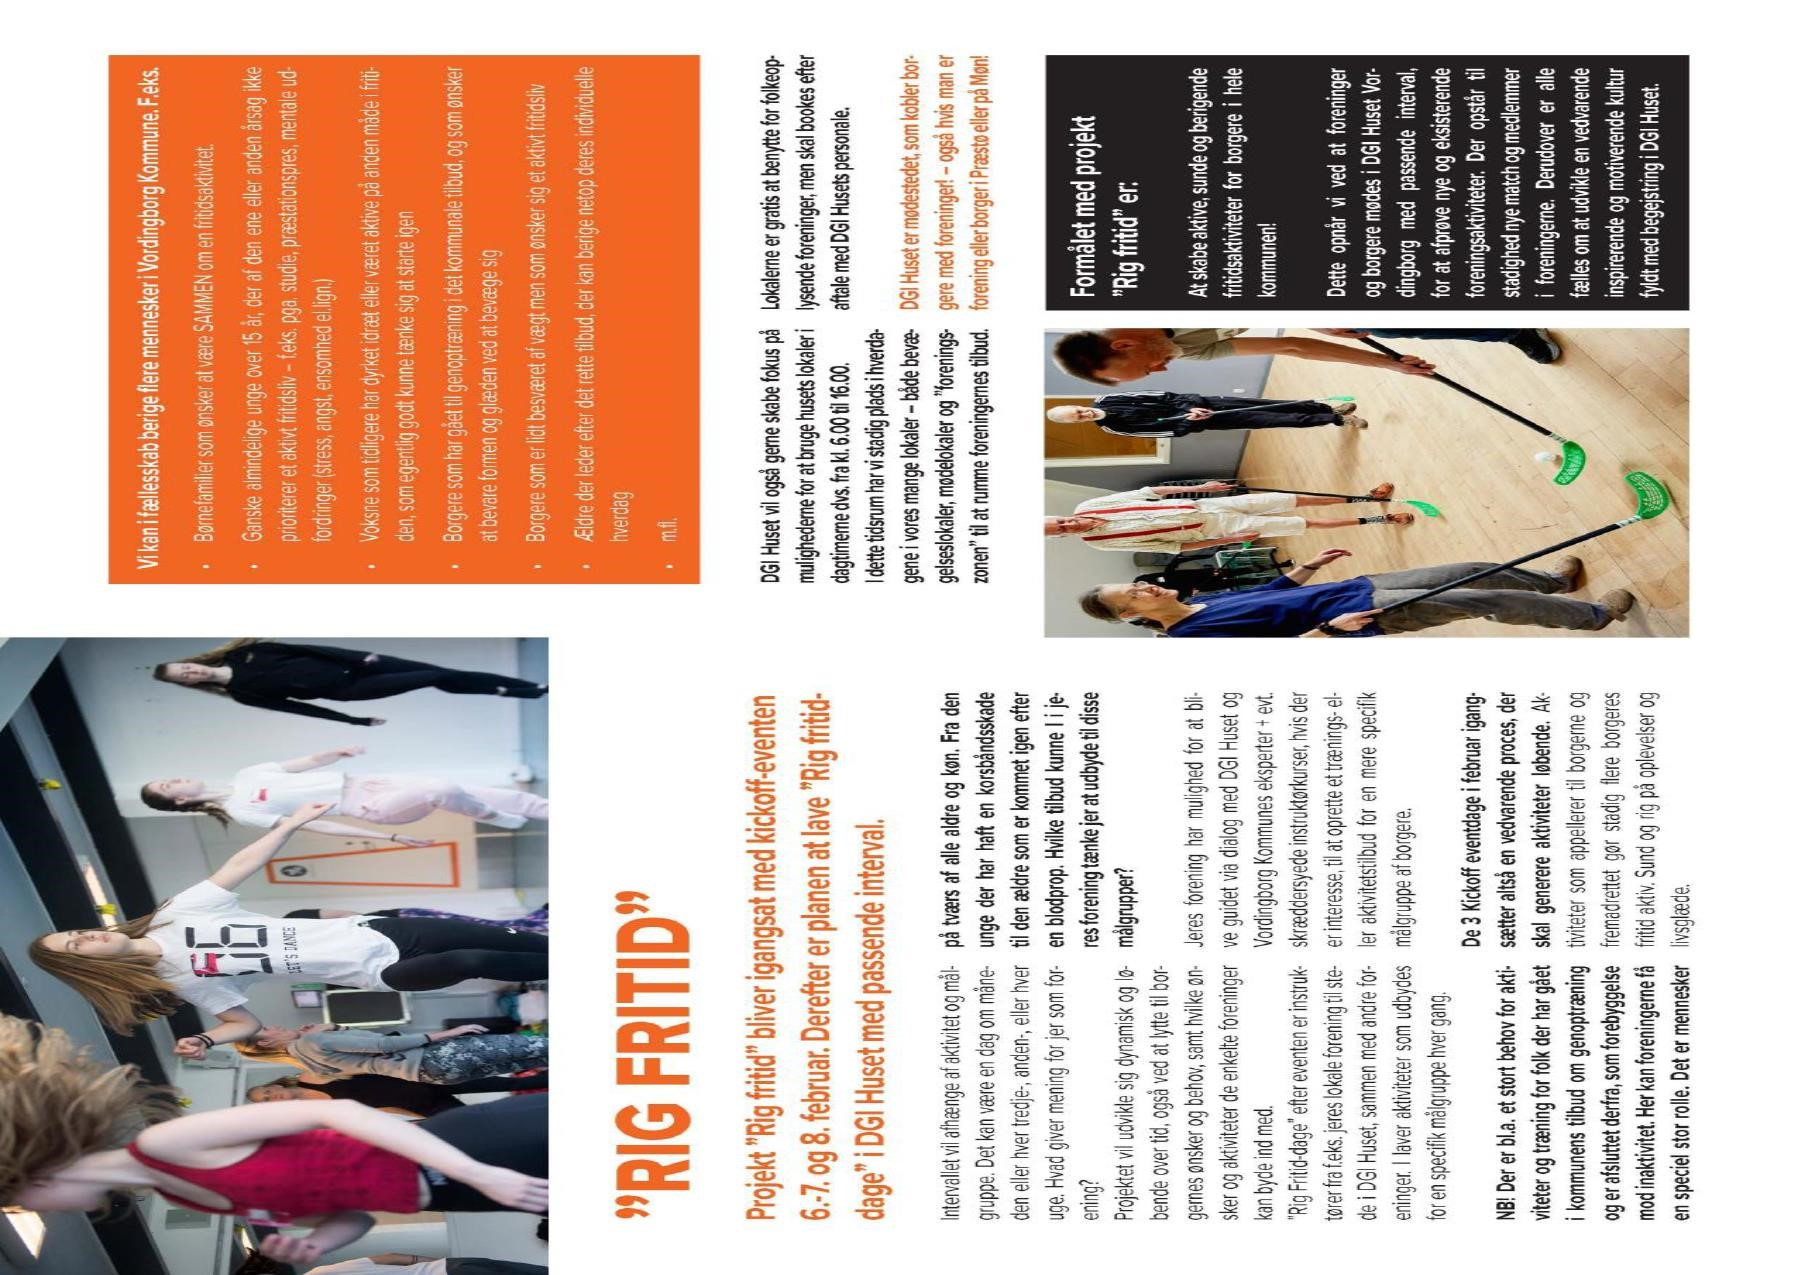 "RIG FRITID"
Projekt "Rig fritid" bliver igangsat med kickoff-eventen
6.-7. og 8. februar. Derefter er planen at lave "Rig fritid-
dage" i DGI Huset med passende interval.
Intervallet vil afhænge af aktivitet og mål-
gruppe. Det kan være en dag om måne-
den eller hver tredje-, anden-, eller hver
uge. Hvad giver mening for jer som for-
ening?
Projektet vil udvikle sig dynamisk og lø-
bende over tid, også ved at lytte til bor-
gernes ønsker og behov, samt hvilke øn-
sker og aktiviteter de enkelte foreninger
kan byde ind med.
"Rig Fritid-dage" efter eventen er instruk-
tører fra f.eks. jeres lokale forening til ste-
de i DGI Huset, sammen med andre for-
eninger. I laver aktiviteter som udbydes
for en specifik målgruppe hver gang.
NB! Der er bl.a. et stort behov for akti-
viteter og træning for folk der har gået
i kommunens tilbud om genoptræning
og er afsluttet derfra, som forebyggelse
mod inaktivitet. Her kan foreningerne få
en speciel stor rolle. Det er mennesker
på tværs af alle aldre og køn. Fra den
unge der har haft en korsbåndsskade
til den ældre som er kommet igen efter
en blodprop. Hvilke tilbud kunne I i je-
res forening tænke jer at udbyde til disse
målgrupper?
Jeres forening har mulighed for at bli-
ve guidet via dialog med DGI Huset og
Vordingborg Kommunes eksperter + evt.
skræddersyede instruktørkurser, hvis der
er interesse, til at oprette et trænings- el-
ler aktivitetstilbud for en mere specifik
målgruppe af borgere.
De 3 Kickoff eventdage i februar igang-
sætter altså en vedvarende proces, der
skal generere aktiviteter løbende. Ak-
tiviteter som appellerer til borgerne og
fremadrettet gør stadig flere borgeres
fritid aktiv. Sund og rig på oplevelser og
livsglæde.
LET'S DANCE
Vi kan i fællesskab berige flere mennesker i Vordingborg Kommune. F.eks.
• Børnefamilier som ønsker at være SAMMEN om en fritidsaktivitet.
• Ganske almindelige unge over 15 år, der af den ene eller anden årsag ikke
prioriterer et aktivt fritidsliv – f.eks. pga. studie, præstationspres, mentale ud-
fordringer (stress, angst, ensomhed el.lign.)
• Voksne som tidligere har dyrket idræt eller været aktive på anden måde i friti-
den, som egentlig godt kunne tænke sig at starte igen
• Borgere som har gået til genoptræning i det kommunale tilbud, og som ønsker
at bevare formen og glæden ved at bevæge sig
• Borgere som er lidt besværet af vægt men som ønsker sig et aktivt fritidsliv
• Ældre der leder efter det rette tilbud, der kan berige netop deres individuelle
hverdag
• m.fl.
DGI Huset vil også gerne skabe fokus på
mulighederne for at bruge husets lokaler i
dagtimerne dvs. fra kl. 6.00 til 16.00.
I dette tidsrum har vi stadig plads i hverda-
gene i vores mange lokaler – både bevæ-
gelseslokaler, mødelokaler og "forenings-
zonen" til at rumme foreningernes tilbud.
Lokalerne er gratis at benytte for folkeop-
lysende foreninger, men skal bookes efter
aftale med DGI Husets personale.
DGI Huset er mødestedet, som kobler bor-
gere med foreninger! – også hvis man er
forening eller borger i Præstø eller på Møn!
Formålet med projekt
"Rig fritid" er:
At skabe aktive, sunde og berigende
fritidsaktiviteter for borgere i hele
kommunen!
Dette opnår vi ved at foreninger
og borgere mødes i DGI Huset Vor-
dingborg med passende interval,
for at afprøve nye og eksisterende
foreningsaktiviteter. Der opstår til
stadighed nye match og medlemmer
i foreningerne. Derudover er alle
fælles om at udvikle en vedvarende
inspirerende og motiverende kultur
fyldt med begejstring i DGI Huset.